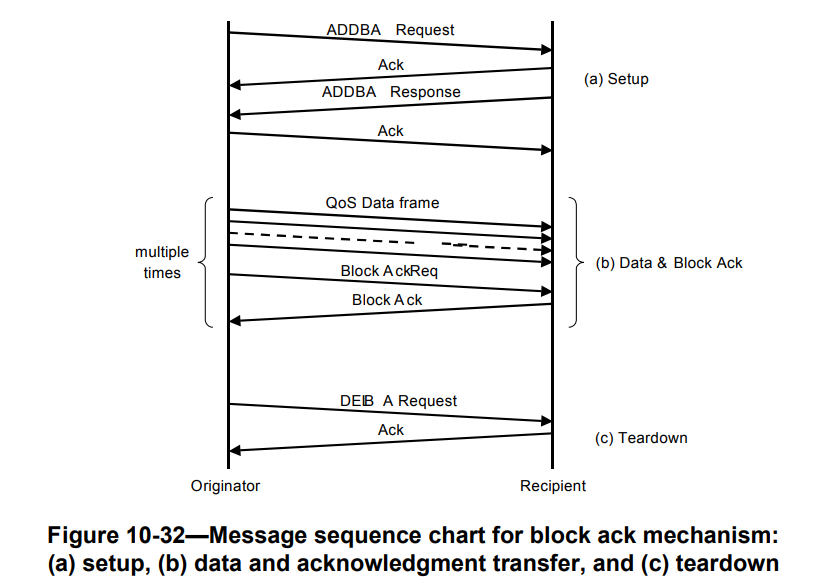 ADDBA Request
Ack
(a) Setup
ADDBA Response
Ack
QoS Data frame
multiple
times
(b) Data & Block Ack
Block AckReq
Block Ack
DELBA Request
Ack
(c) Teardown
Originator
Recipient
Figure 10-32—Message sequence chart for block ack mechanism:
(a) setup, (b) data and acknowledgment transfer, and (c) teardown